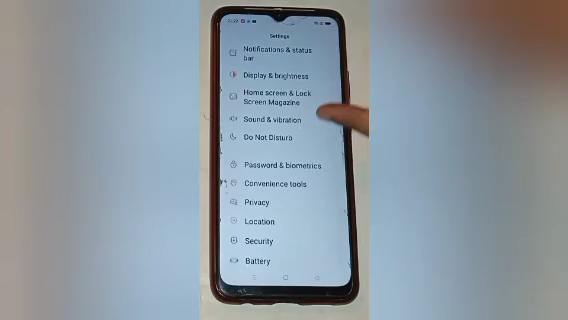 Settings
Notifications & status
bar
Display & brightness
Home screen & Lock
Screen Magazine
Sound & vibration
Do Not Disturb
Password & biometrics
Convenience tools
Privacy
Location
Security
Battery